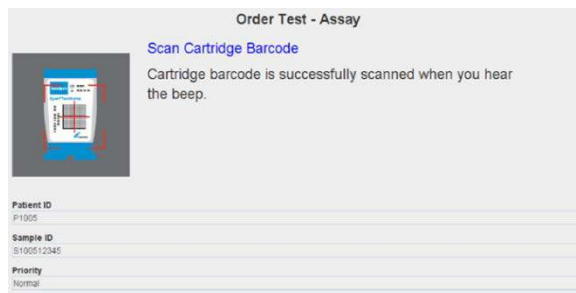 Order Test - Assay
Scan Cartridge Barcode
Cartridge barcode is successfully scanned when you hear
the beep.
Patient ID
P1005
Sample ID
S100512345
Priority
Normal